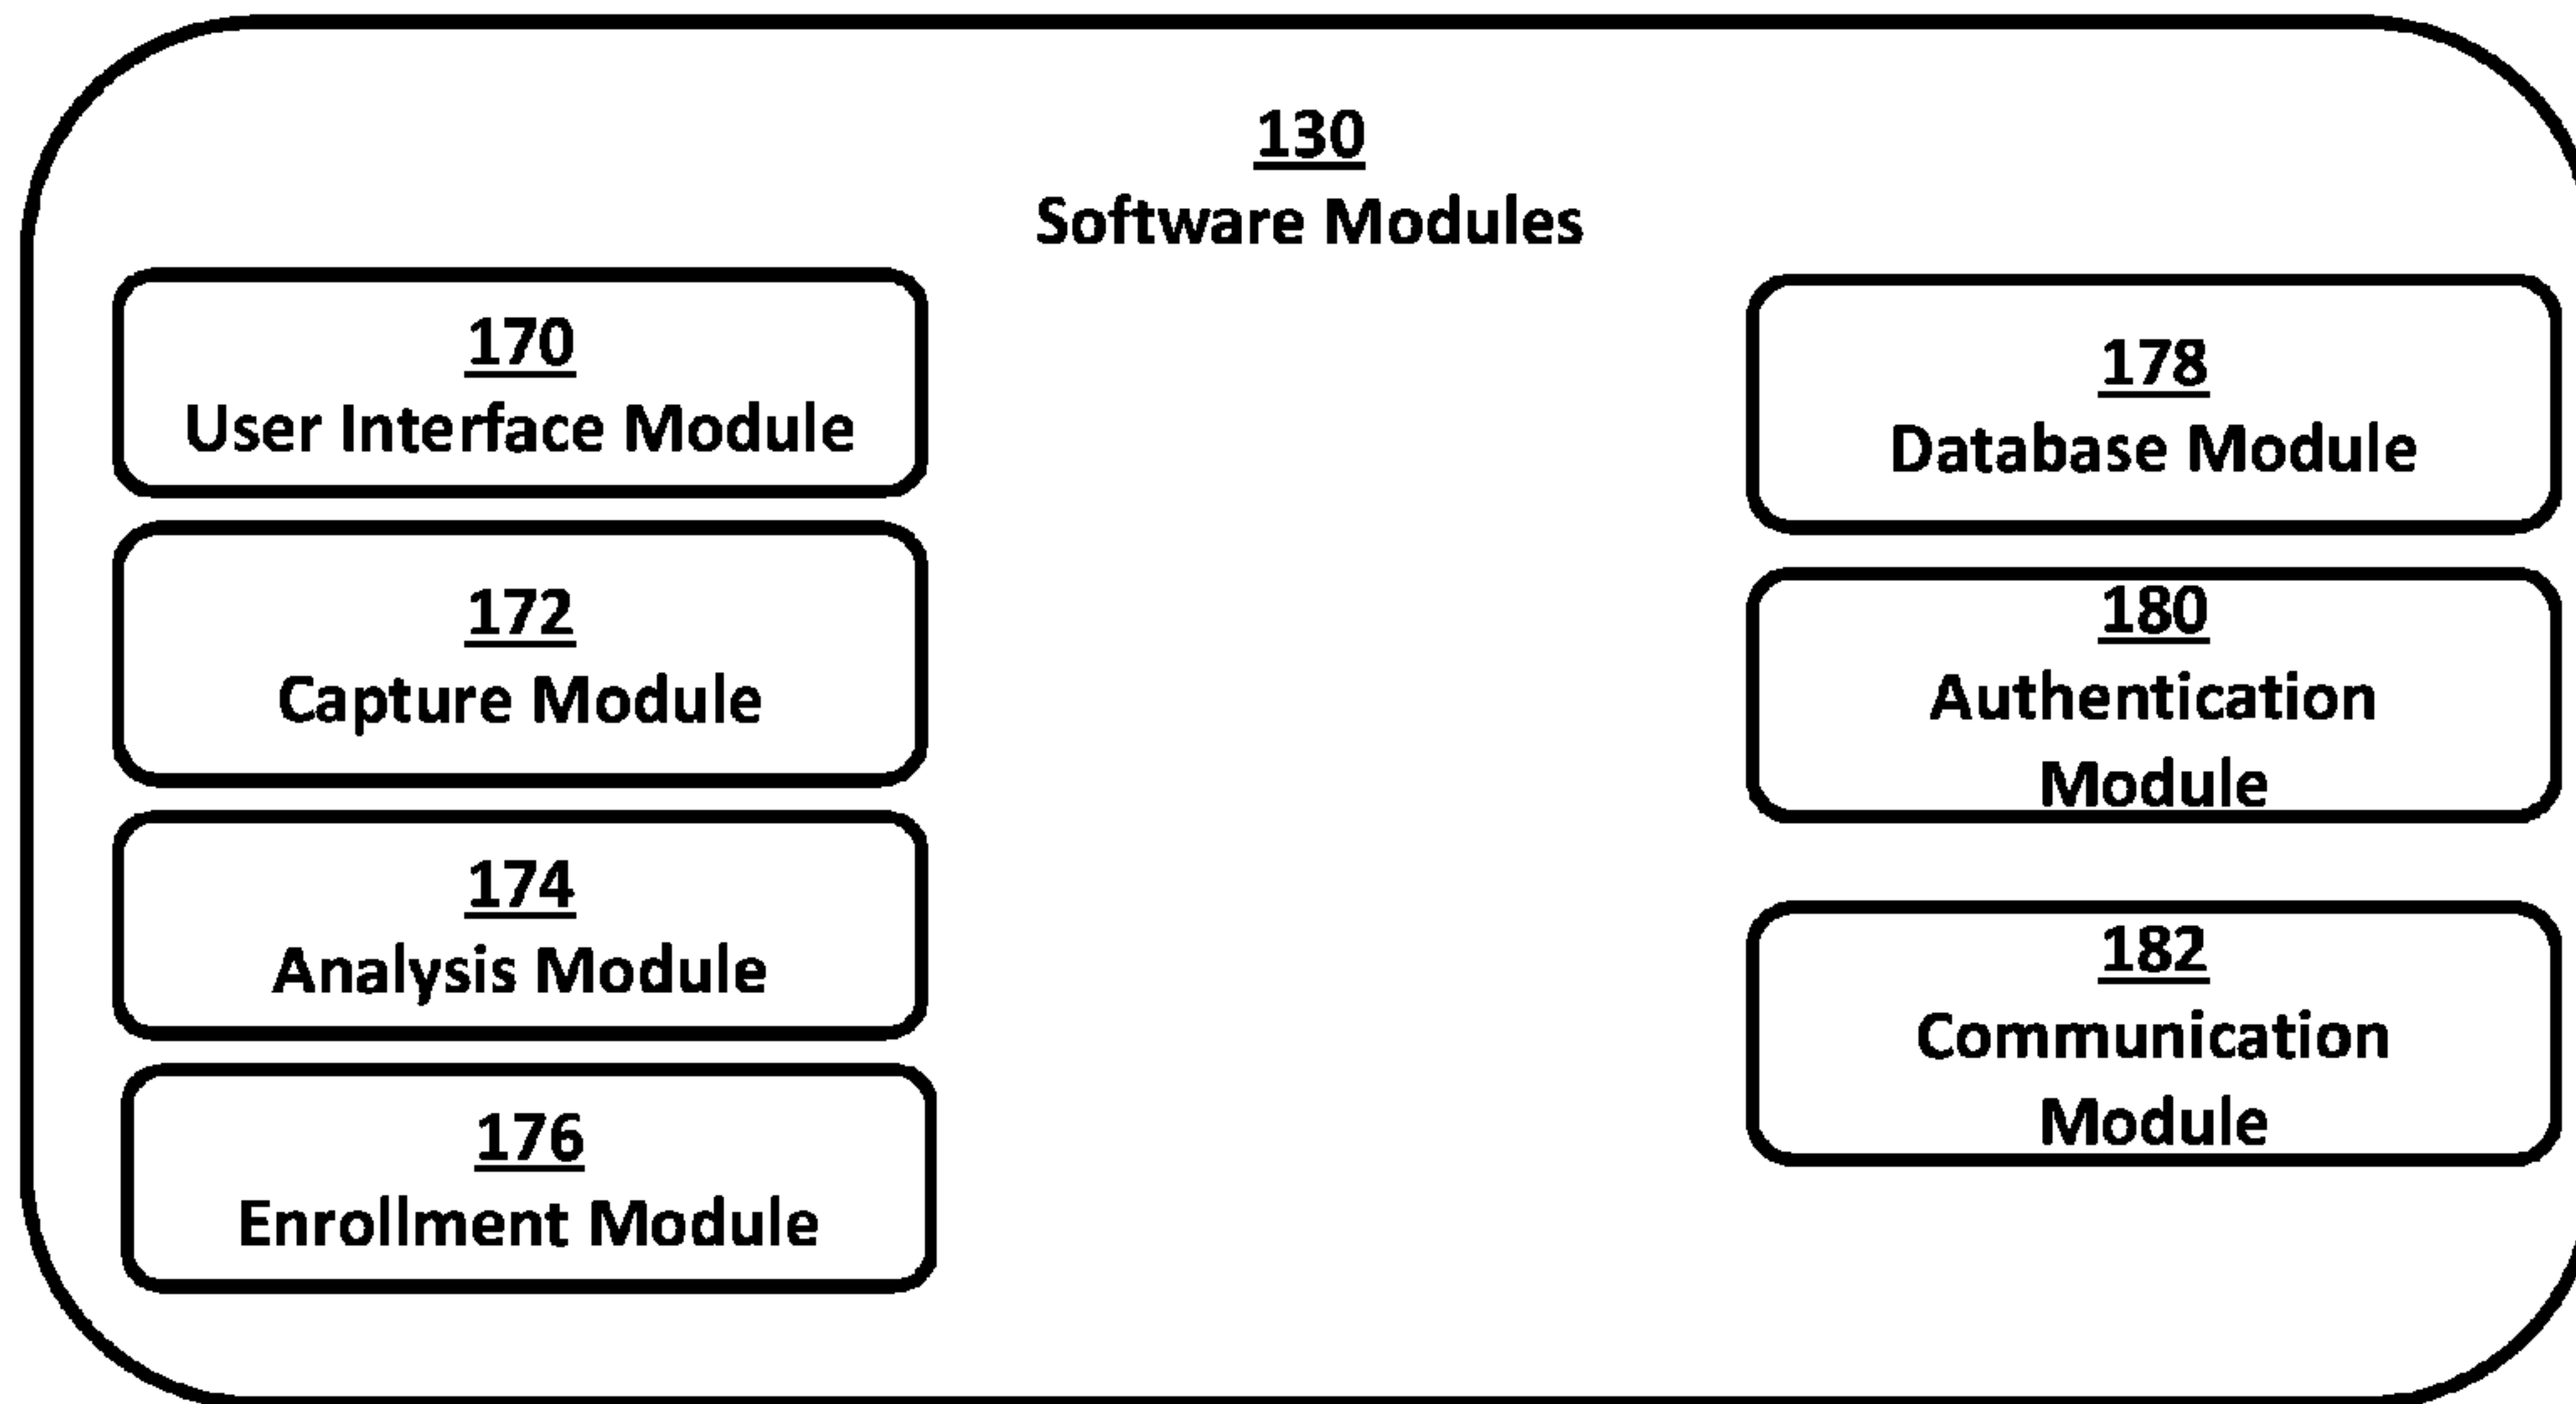 130
Software Modules
170
User Interface Module
172
Capture Module
174
Analysis Module
176
Enrollment Module
178
Database Module
180
Authentication
Module
182
Communication
Module